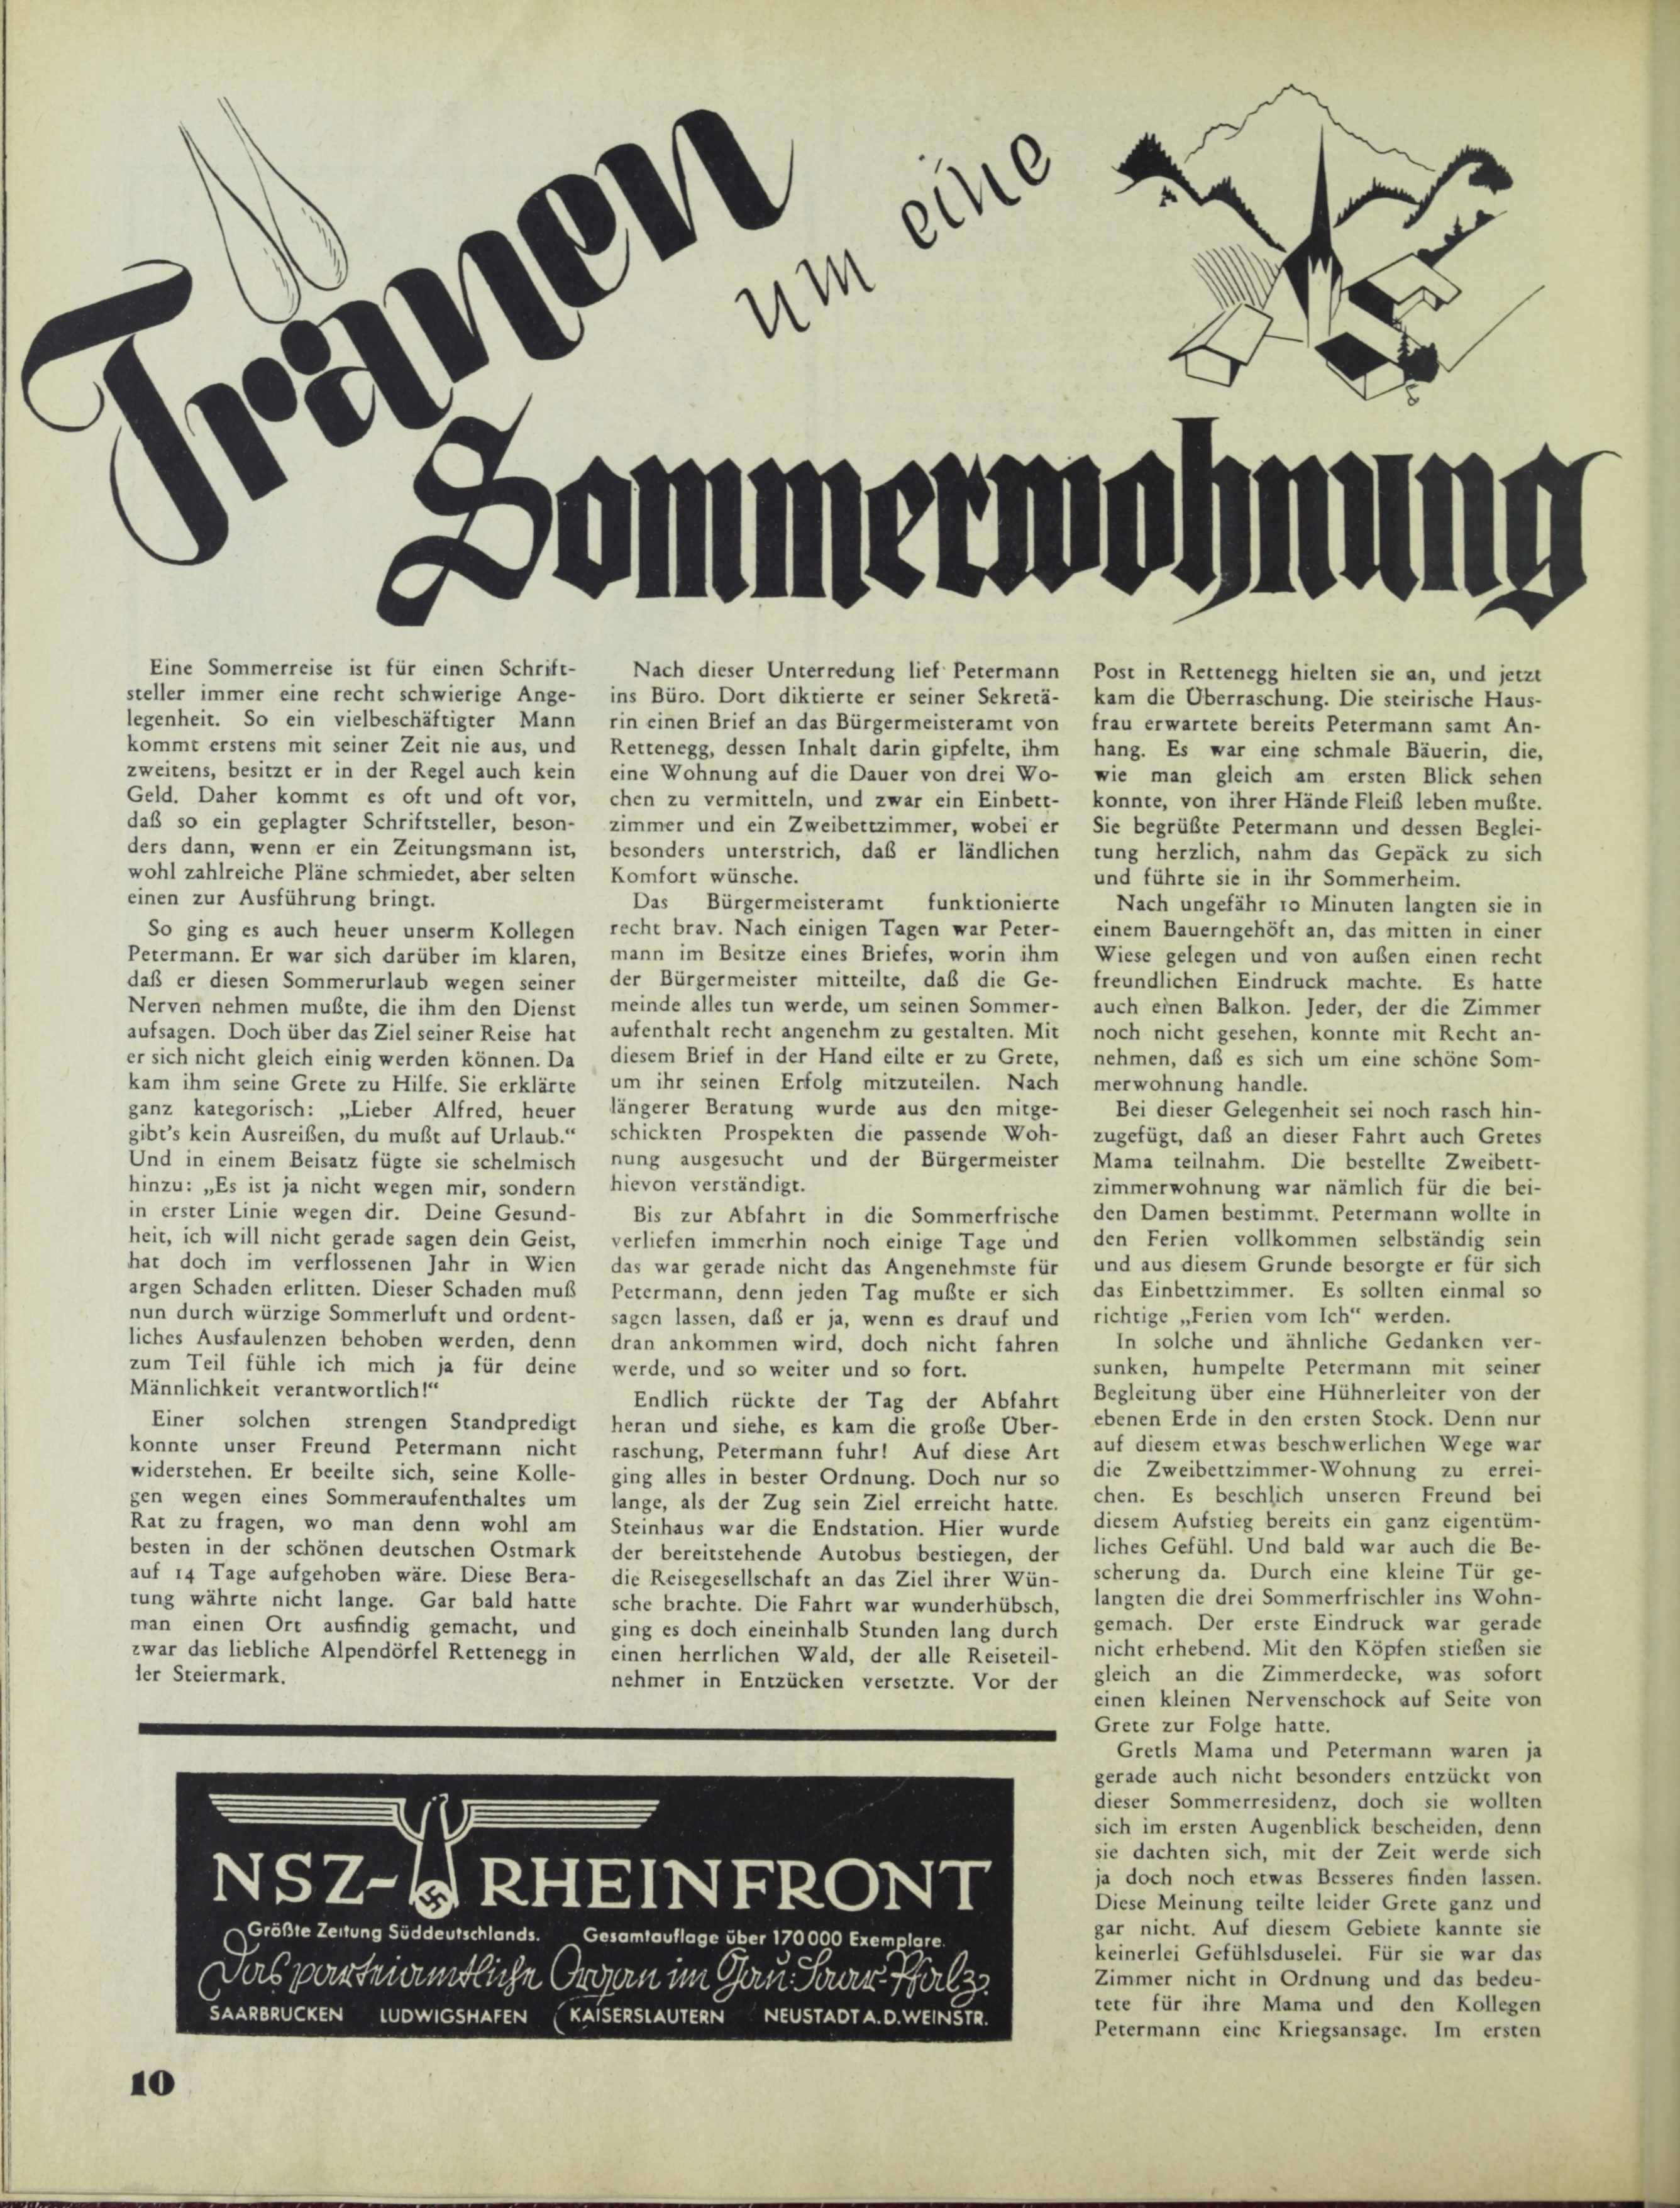 Tränen
um eine
Sommerwohnung
Eine Sommerreise ist für einen Schrift-
steller immer eine recht schwierige Ange-
legenheit. So ein vielbeschäftigter Mann
kommt erstens mit seiner Zeit nie aus, und
zweitens, besitzt er in der Regel auch kein
Geld. Daher kommt es oft und oft vor,
daß so ein geplagter Schriftsteller, beson-
ders dann, wenn er ein Zeitungsmann ist,
wohl zahlreiche Pläne schmiedet, aber selten
einen zur Ausführung bringt.
So ging es auch heuer unserm Kollegen
Petermann. Er war sich darüber im klaren,
daß er diesen Sommerurlaub wegen seiner
Nerven nehmen mußte, die ihm den Dienst
aufsagen. Doch über das Ziel seiner Reise hat
er sich nicht gleich einig werden können. Da
kam ihm seine Grete zu Hilfe. Sie erklärte
ganz kategorisch: „Lieber Alfred, heuer
gibt's kein Ausreißen, du mußt auf Urlaub.“
Und in einem Beisatz fügte sie schelmisch
hinzu: „Es ist ja nicht wegen mir, sondern
in erster Linie wegen dir. Deine Gesund-
heit, ich will nicht gerade sagen dein Geist,
hat doch im verflossenen Jahr in Wien
argen Schaden erlitten. Dieser Schaden muß
nun durch würzige Sommerluft und ordent-
liches Ausfaulenzen behoben werden, denn
zum Teil fühle ich mich ja für deine
Männlichkeit verantwortlich!“
Einer solchen strengen Standpredigt
konnte unser Freund Petermann nicht
widerstehen. Er beeilte sich, seine Kolle-
gen wegen eines Sommeraufenthaltes um
Rat zu fragen, wo man denn wohl am
besten in der schönen deutschen Ostmark
auf 14 Tage aufgehoben wäre. Diese Bera-
tung währte nicht lange. Gar bald hatte
man einen Ort ausfindig gemacht, und
zwar das liebliche Alpendörfel Rettenegg in
der Steiermark.
Nach dieser Unterredung lief Petermann
ins Büro. Dort diktierte er seiner Sekretä-
rin einen Brief an das Bürgermeisteramt von
Rettenegg, dessen Inhalt darin gipfelte, ihm
eine Wohnung auf die Dauer von drei Wo-
chen zu vermitteln, und zwar ein Einbett-
zimmer und ein Zweibettzimmer, wobei er
besonders unterstrich, daß er ländlichen
Komfort wünsche.
Das Bürgermeisteramt funktionierte
recht brav. Nach einigen Tagen war Peter-
mann im Besitze eines Briefes, worin ihm
der Bürgermeister mitteilte, daß die Ge-
meinde alles tun werde, um seinen Sommer-
aufenthalt recht angenehm zu gestalten. Mit
diesem Brief in der Hand eilte er zu Grete,
um ihr seinen Erfolg mitzuteilen. Nach
längerer Beratung wurde aus den mitge-
schickten Prospekten die passende Woh-
nung ausgesucht und der Bürgermeister
hievon verständigt.
Bis zur Abfahrt in die Sommerfrische
verliefen immerhin noch einige Tage und
das war gerade nicht das Angenehmste für
Petermann, denn jeden Tag mußte er sich
sagen lassen, daß er ja, wenn es drauf und
dran ankommen wird, doch nicht fahren
werde, und so weiter und so fort.
Endlich rückte der Tag der Abfahrt
heran und siehe, es kam die große Über-
raschung, Petermann fuhr! Auf diese Art
ging alles in bester Ordnung. Doch nur so
lange, als der Zug sein Ziel erreicht hatte.
Steinhaus war die Endstation. Hier wurde
der bereitstehende Autobus bestiegen, der
die Reisegesellschaft an das Ziel ihrer Wün-
sche brachte. Die Fahrt war wunderhübsch,
ging es doch eineinhalb Stunden lang durch
einen herrlichen Wald, der alle Reiseteil-
nehmer in Entzücken versetzte. Vor der
Post in Rettenegg hielten sie an, und jetzt
kam die Überraschung. Die steirische Haus-
frau erwartete bereits Petermann samt An-
hang. Es war eine schmale Bäuerin, die,
wie man gleich am ersten Blick sehen
konnte, von ihrer Hände Fleiß leben mußte.
Sie begrüßte Petermann und dessen Beglei-
tung herzlich, nahm das Gepäck zu sich
und führte sie in ihr Sommerheim.
Nach ungefähr 10 Minuten langten sie in
einem Bauerngehöft an, das mitten in einer
Wiese gelegen und von außen einen recht
freundlichen Eindruck machte. Es hatte
auch einen Balkon. Jeder, der die Zimmer
noch nicht gesehen, konnte mit Recht an-
nehmen, daß es sich um eine schöne Som-
merwohnung handle.
Bei dieser Gelegenheit sei noch rasch hin-
zugefügt, daß an dieser Fahrt auch Gretes
Mama teilnahm. Die bestellte Zweibett-
zimmerwohnung war nämlich für die bei-
den Damen bestimmt. Petermann wollte in
den Ferien vollkommen selbständig sein
und aus diesem Grunde besorgte er für sich
das Einbettzimmer. Es sollten einmal so
richtige „Ferien vom Ich“ werden.
In solche und ähnliche Gedanken ver-
sunken, humpelte Petermann mit seiner
Begleitung über eine Hühnerleiter von der
ebenen Erde in den ersten Stock. Denn nur
auf diesem etwas beschwerlichen Wege war
die Zweibettzimmer-Wohnung zu errei-
chen. Es beschlich unseren Freund bei
diesem Aufstieg bereits ein ganz eigentüm-
liches Gefühl. Und bald war auch die Be-
scherung da. Durch eine kleine Tür ge-
langten die drei Sommerfrischler ins Wohn-
gemach. Der erste Eindruck war gerade
nicht erhebend. Mit den Köpfen stießen sie
gleich an die Zimmerdecke, was sofort
einen kleinen Nervenschock auf Seite von
Grete zur Folge hatte.
Gretls Mama und Petermann waren ja
gerade auch nicht besonders entzückt von
dieser Sommerresidenz, doch sie wollten
sich im ersten Augenblick bescheiden, denn
sie dachten sich, mit der Zeit werde sich
ja doch noch etwas Besseres finden lassen.
Diese Meinung teilte leider Grete ganz und
gar nicht. Auf diesem Gebiete kannte sie
keinerlei Gefühlsduselei. Für sie war das
Zimmer nicht in Ordnung und das bedeu-
tete für ihre Mama und den Kollegen
Petermann eine Kriegsansage. Im ersten
NSZ-RHEINFRONT
Größte Zeitung Süddeutschlands. Gesamtauflage über 170000 Exemplare.
Das parteiamtliche Organ im Gau: Saar-Pfalz.
SAARBRÜCKEN LUDWIGSHAFEN KAISERSLAUTERN NEUSTADT A.D.WEINSTR.
10